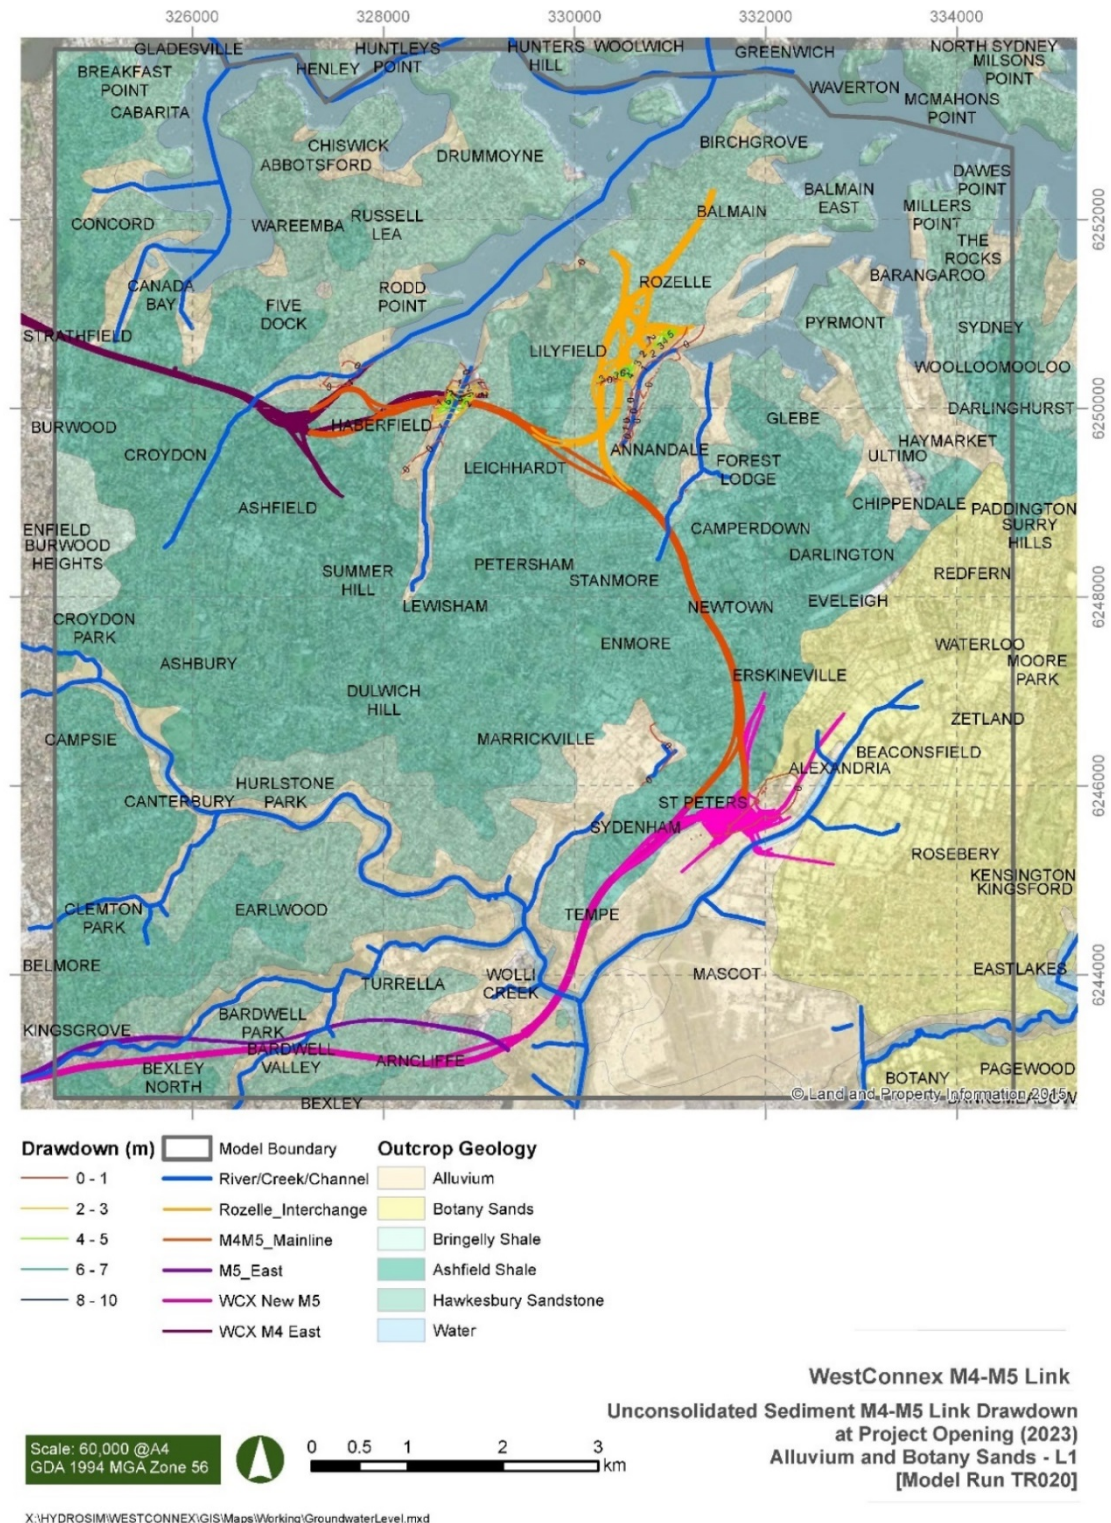 326000 328000 330000 332000 334000
GLADESVILLE
HUNTLEYS
POINT
HUNTERS
HILL
WOOLWICH
GREENWICH
NORTH SYDNEY
MILSONS
POINT
BREAKFAST
POINT
HENLEY
CABARITA
WAVERTON
MCMAHONS
POINT
CHISWICK
ABBOTSFORD
DRUMMOYNE
BIRCHGROVE
DAWES
POINT
BALMAIN
EAST
MILLERS
POINT
6252000
CONCORD
WAREEMBA
RUSSELL
LEA
BALMAIN
THE
ROCKS
BARANGAROO
CANADA
BAY
FIVE
DOCK
RODD
POINT
ROZELLE
PYRMONT
SYDNEY
STRATHFIELD
LILYFIELD
WOOLLOOMOOLOO
6250000
BURWOOD
HABERFIELD
GLEBE
DARLINGHURST
CROYDON
LEICHHARDT
ANNANDALE
FOREST
LODGE
HAYMARKET
ULTIMO
ASHFIELD
CHIPPENDALE
PADDINGTON
SURRY
HILLS
ENFIELD
BURWOOD
HEIGHTS
CAMPERDOWN
DARLINGTON
SUMMER
HILL
PETERSHAM
STANMORE
REDFERN
6248000
LEWISHAM
NEWTOWN
EVELEIGH
CROYDON
PARK
ASHBURY
ENMORE
WATERLOO
MOORE
PARK
ERSKINEVILLE
DULWICH
HILL
ZETLAND
CAMPSIE
MARRICKVILLE
BEACONSFIELD
ALEXANDRIA
6246000
HURLSTONE
PARK
CANTERBURY
ST PETERS
SYDENHAM
ROSEBERY
KENSINGTON
KINGSFORD
CLEMTON
PARK
EARLWOOD
TEMPE
BELMORE
TURRELLA
WOLLI
CREEK
MASCOT
EASTLAKES
6244000
KINGSGROVE
BARDWELL
PARK
BARDWELL
VALLEY
ARNCLIFFE
BEXLEY
NORTH
BOTANY
PAGEWOOD
BEXLEY
© Land and Property Information 2015
BANKSMEADOW
Drawdown (m)
0 - 1
2 - 3
4 - 5
6 - 7
8 - 10
Model Boundary
River/Creek/Channel
Rozelle_Interchange
M4M5_Mainline
M5_East
WCX New M5
WCX M4 East
Outcrop Geology
Alluvium
Botany Sands
Bringelly Shale
Ashfield Shale
Hawkesbury Sandstone
Water
WestConnex M4-M5 Link
Unconsolidated Sediment M4-M5 Link Drawdown
at Project Opening (2023)
Alluvium and Botany Sands - L1
[Model Run TR020]
Scale: 60,000 @A4
GDA 1994 MGA Zone 56
0 0.5 1 2 3
km
X:\HYDROSIM\WESTCONNEX\GIS\Maps\Working\GroundwaterLevel.mxd